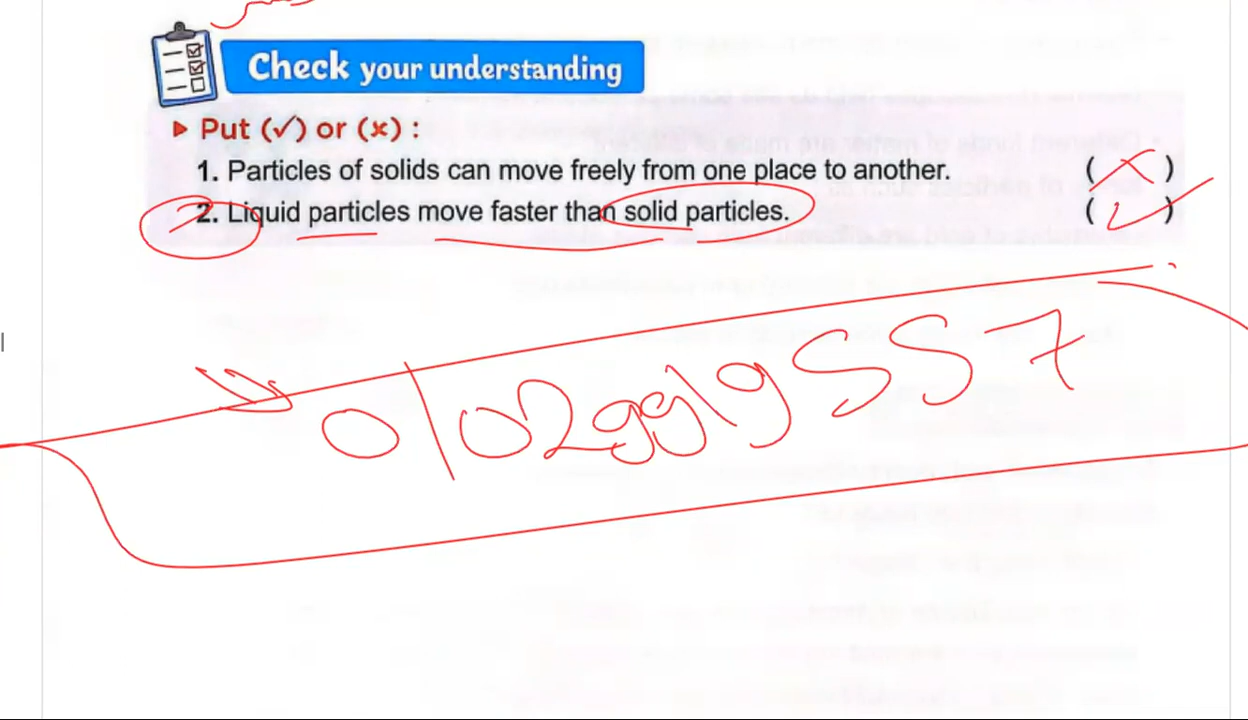 Check your understanding
▶ Put (✓) or (×) :
1. Particles of solids can move freely from one place to another. ( × )
2. Liquid particles move faster than solid particles. ( ✓ )
01029919557